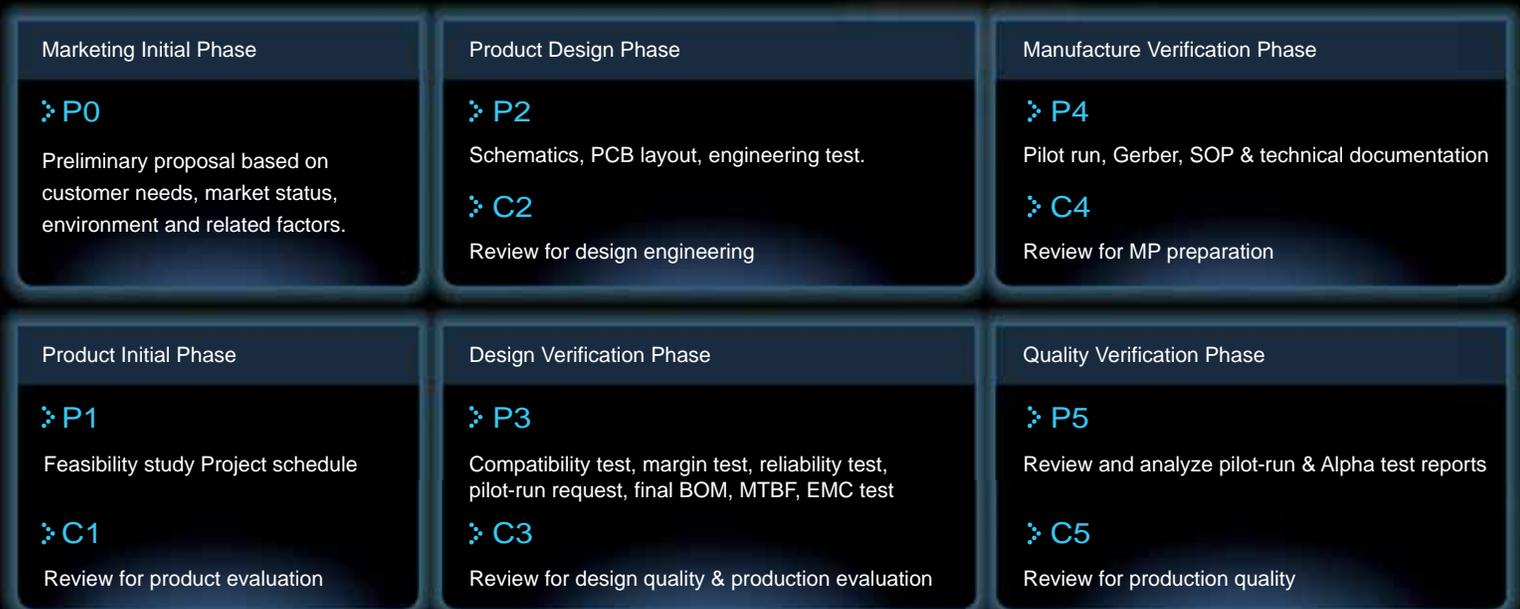 Marketing Initial Phase
P0
Preliminary proposal based on
customer needs, market status,
environment and related factors.
Product Design Phase
P2
Schematics, PCB layout, engineering test.
C2
Review for design engineering
Manufacture Verification Phase
P4
Pilot run, Gerber, SOP & technical documentation
C4
Review for MP preparation
Product Initial Phase
P1
Feasibility study Project schedule
C1
Review for product evaluation
Design Verification Phase
P3
Compatibility test, margin test, reliability test,
pilot-run request, final BOM, MTBF, EMC test
C3
Review for design quality & production evaluation
Quality Verification Phase
P5
Review and analyze pilot-run & Alpha test reports
C5
Review for production quality